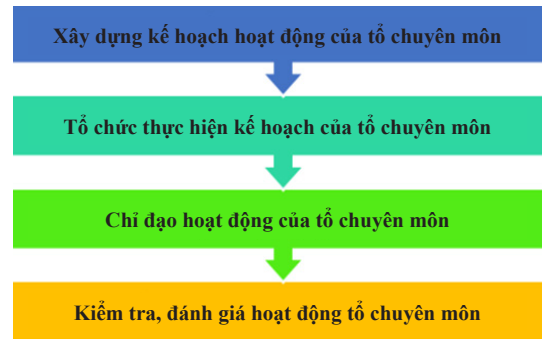 Xây dựng kế hoạch hoạt động của tổ chuyên môn
Tổ chức thực hiện kế hoạch của tổ chuyên môn
Chỉ đạo hoạt động của tổ chuyên môn
Kiểm tra, đánh giá hoạt động tổ chuyên môn